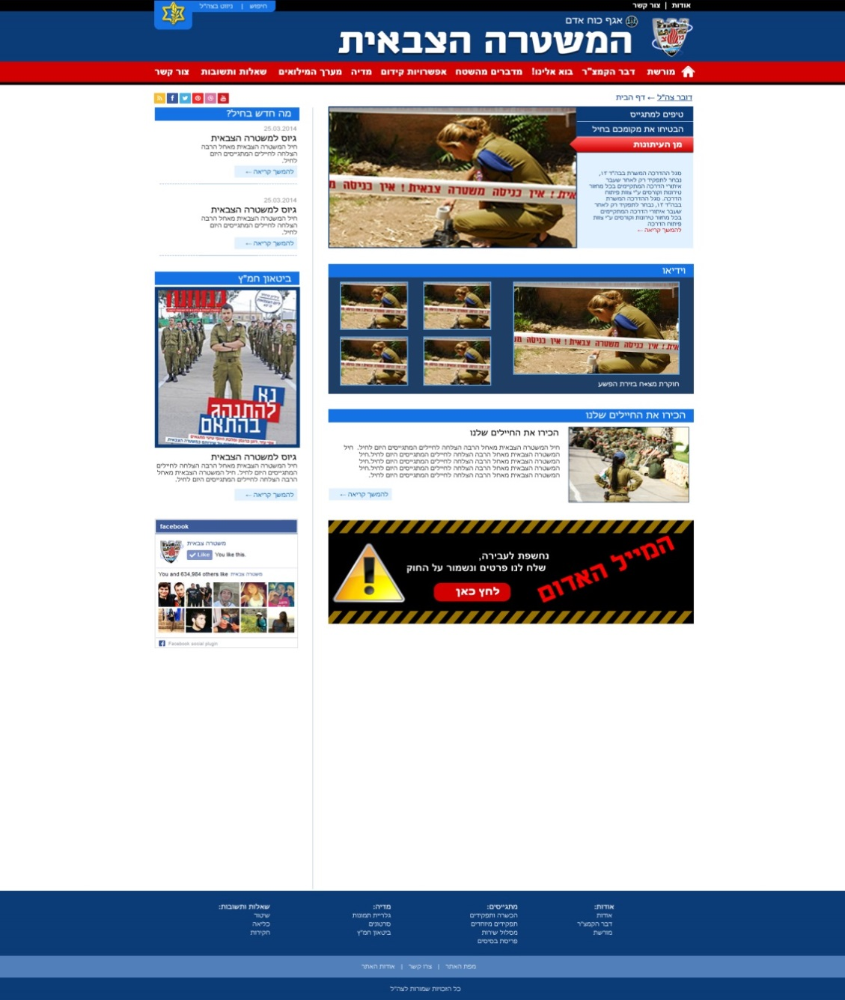 אודות | צור קשר
חיפוש | ניווט בצה"ל
אגף כוח אדם
המשטרה הצבאית
מורשת
דבר הקמצ"ר
בוא אלינו!
מדברים מהשטח
אפשרויות קידום
מדיה
מערך המילואים
שאלות ותשובות
צור קשר
דובר צה"ל ← דף הבית
טיפים למתגייס
הבטיחו את מקומכם בחיל
מן העיתונות
סגל ההדרכה המשרת בבה"ד 13,
נבחר לתפקיד רק לאחר שעבר
איתורי הדרכה המתקיימים בכל מחזור
טירונות וקורסים ע"י צוות פיתוח
הדרכה. סגל ההדרכה המשרת
בבה"ד 13, נבחר לתפקיד רק לאחר
שעבר איתורי הדרכה המתקיימים
בכל מחזור טירונות וקורסים ע"י צוות
פיתוח הדרכה
להמשך קריאה ←
אין כניסה משטרה צבאית! אין כניסה
וידיאו
חוקרת מצ״ח בזירת הפשע
הכירו את החיילים שלנו
הכירו את החיילים שלנו
חיל המשטרה הצבאית מאחל הרבה הצלחה לחיילים המתגייסים היום לחיל. חיל
המשטרה הצבאית מאחל הרבה הצלחה לחיילים המתגייסים היום לחיל.חיל
המשטרה הצבאית מאחל הרבה הצלחה לחיילים המתגייסים היום לחיל.חיל
המשטרה הצבאית מאחל הרבה הצלחה לחיילים המתגייסים היום לחיל.חיל
המשטרה הצבאית מאחל הרבה הצלחה לחיילים המתגייסים היום לחיל.
להמשך קריאה ←
המייל האדום
נחשפת לעבירה,
שלח לנו פרטים ונשמור על החוק
לחץ כאן
מה חדש בחיל?
25.03.2014
גיוס למשטרה הצבאית
חיל המשטרה הצבאית מאחל הרבה
הצלחה לחיילים המתגייסים היום
לחיל.
להמשך קריאה ←
25.03.2014
גיוס למשטרה הצבאית
חיל המשטרה הצבאית מאחל הרבה
הצלחה לחיילים המתגייסים היום
לחיל.
להמשך קריאה ←
ביטאון חמ"ץ
נא
להתנהג
בהתאם
גיוס למשטרה הצבאית
חיל המשטרה הצבאית מאחל הרבה הצלחה לחיילים
המתגייסים היום לחיל. חיל המשטרה הצבאית מאחל
הרבה הצלחה לחיילים המתגייסים היום לחיל.
להמשך קריאה ←
facebook
משטרה צבאית
Like You like this.
You and 634,984 others like משטרה צבאית
Facebook social plugin
אודות:
אודות
דבר הקמצ"ר
מורשת
מתגייסים:
הכשרה ותפקידים
תפקידים מיוחדים
מסלול שירות
פריסת בסיסים
מדיה:
גלריית תמונות
סרטונים
ביטאון חמ"ץ
שאלות ותשובות:
שיטור
כליאה
חקירות
מפת האתר | צרו קשר | אודות האתר
כל הזכויות שמורות לצה"ל